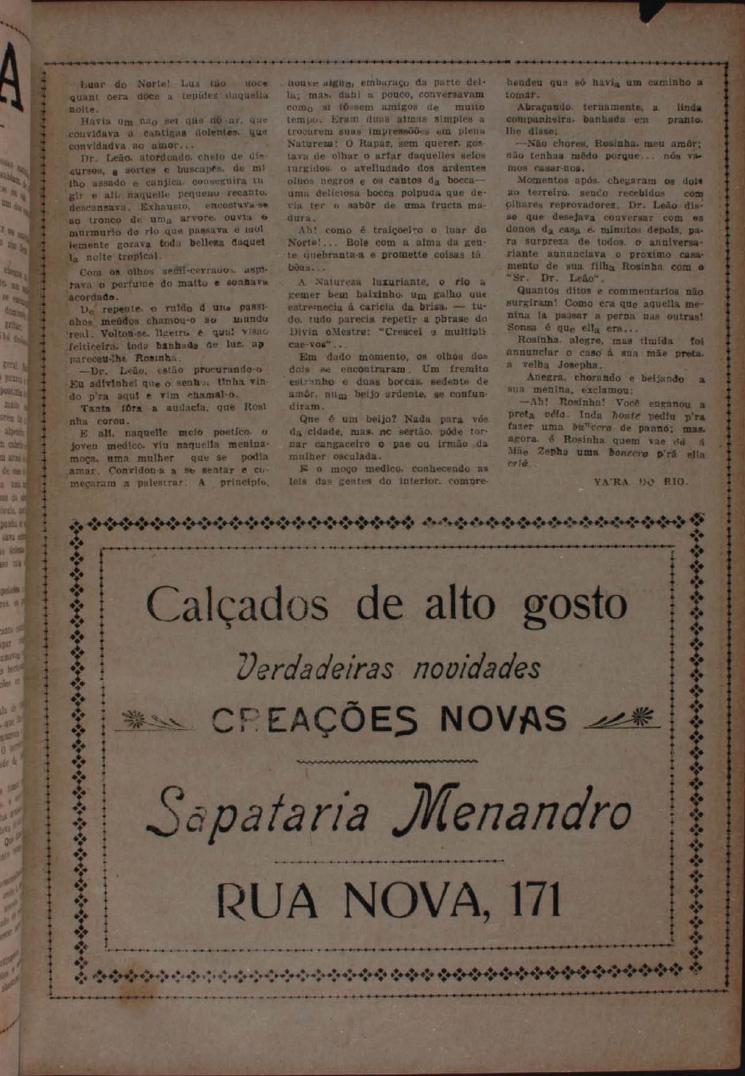 Luar do Norte! Lua tão doce
quant oera doce a tepidez daquella
noite.
Havia um não sei que no ar, que
convidava á cantigas dolentes, que
convidadva ao amor...
Dr. Leão, atordoado, cheio de dis-
cursos, e sortes e buscapés, de mi
lho assado e canjica, conseguira fu
gir e ali, naquelle pequeno recanto,
descansava. Exhausto, encostava-se
ao tronco de uma arvore, ouvia o
murmurio do rio que passava e mol
lemente gozava toda belleza daquel
la noite tropical.
Com os olhos semi-cerrados, aspi-
rava o porfume do matto e sonhava
acordado.
De repente, o ruido d uns passi-
nhos meúdos chamou-o ao mundo
real. Volton-se, ligeiro e, qual visão
feiticeira, toda banhada de luz, ap
pareceu-lhe Rosinha.
—Dr. Leão, estão procurando-o
Eu adivinhei que o senhor tinha vin
do p'ra aqui e vim chamal-o.
Tanta fôra a audacia, que Rosi
nha corou.
E ali, naquelle meio poetico, o
joven medico, viu naquella menina-
moça, uma mulher que se podia
amar. Convidou-a a se sentar e co-
meçaram a palestrar. A principio,
houve algum embaraço da parte del-
la; mas, dahi a pouco, conversavam
como si fôssem amigos de muito
tempo. Eram duas almas simples a
trocarem suas impressões em plena
Natureza! O Rapaz, sem querer, gos-
tava de olhar o arfar daquelles seios
turgidos, o avelludado dos ardentes
olhos negros e os cantos da bocca—
uma deliciosa bocca polpuda que de-
via ter o sabôr de uma fructa ma-
dura.
Ah! como é traiçoeiro o luar do
Norte!... Bole com a alma da gen-
te quebranta-a e promette coisas tã
bôas...
A Natureza luxuriante, o rio a
gemer bem baixinho, um galho que
estremecia á caricia da brisa, — tu-
do, tudo parecia repetir a phrase do
Divin oMestre: "Crescei e multipli
cae-vos"...
Em dado momento, os olhos dos
dois se encontraram. Um fremito
estranho e duas boccas, sedente de
amôr, num beijo ardente, se confun-
diram.
Que é um beijo? Nada para vós
da cidade, mas, no sertão, póde tor-
nar cangaceiro o pae ou irmão da
mulher osculada.
E o moço medico, conhecendo as
leis das gentes do interior, compre-
hendeu que só havia um caminho a
tomár.
Abraçando, ternamente, a linda
companheira, banhada em pranto,
lhe disse:
—Não chores, Rosinha, meu amôr;
não tenhas mêdo porque... nós va-
mos casar-nos.
Momentos após, chegaram os dois
ao terreiro, sendo recebidos com
olhares reprovadores. Dr. Leão dis-
se que desejava conversar com os
donos da casa e, minutos depois, pa-
ra surpreza de todos, o anniversa-
riante annunciava o proximo casa-
mento de sua filha Rosinha com o
"Sr. Dr. Leão".
Quantos ditos e commentarios não
surgiram! Como era que aquella me-
nina ia passar a perna nas outras!
Sonsa é que ella era...
Rosinha, alegre, mas timida foi
annunciar o caso á sua mãe preta,
a velha Josepha.
Anegra, chorando e beijando a
sua menina, exclamou:
—Ah! Rosinha! Você enganou a
preta véia. Inda honte pediu p'ra
fazer uma buncera de panno; mas,
agora, é Rosinha quem vae dá á
Mãe Zepha uma boncera p'rã ella
criá.
YA'RA DO RIO.
Calçados de alto gosto
Verdadeiras novidades
CREAÇÕES NOVAS
Sapataria Menandro
RUA NOVA, 171